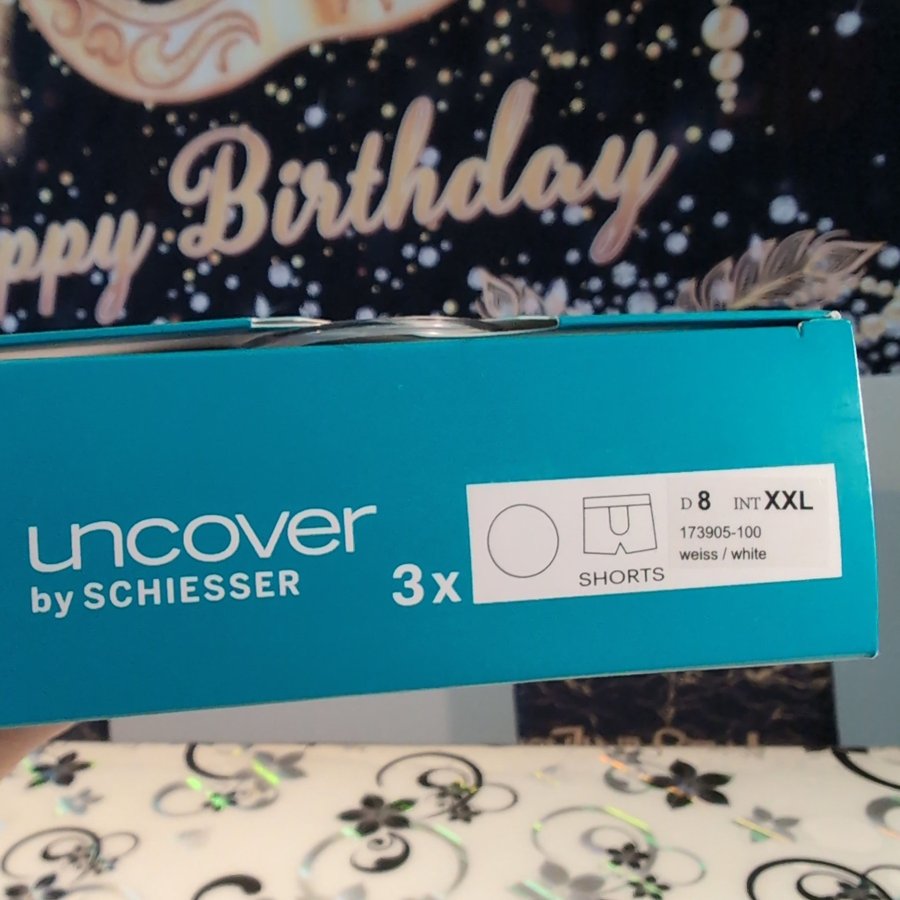 ppy Birthday
uncover
by SCHIESSER
3x
SHORTS
D 8 INT XXL
173905-100
weiss / white